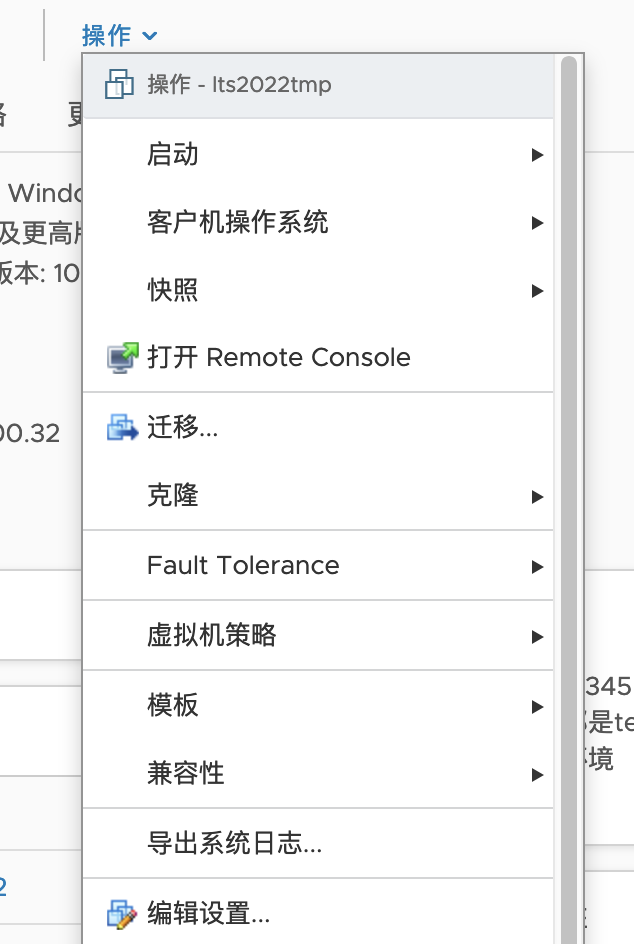 操作
操作 - lts2022tmp
启动
Windo
客户机操作系统
及更高
版本: 10
快照
打开 Remote Console
迁移...
00.32
克隆
Fault Tolerance
虚拟机策略
模板
345
是te
境
兼容性
导出系统日志...
2
编辑设置...